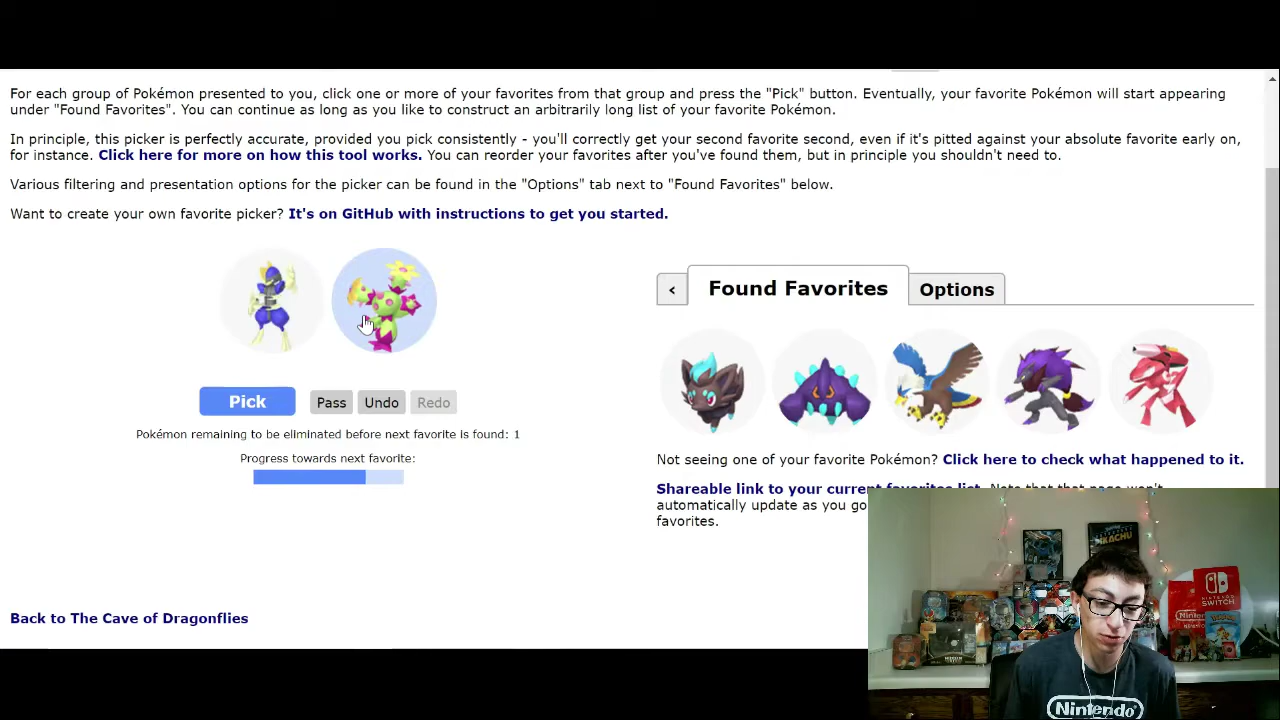 For each group of Pokémon presented to you, click one or more of your favorites from that group and press the "Pick" button. Eventually, your favorite Pokémon will start appearing
under "Found Favorites". You can continue as long as you like to construct an arbitrarily long list of your favorite Pokémon.
In principle, this picker is perfectly accurate, provided you pick consistently - you'll correctly get your second favorite second, even if it's pitted against your absolute favorite early on,
for instance. Click here for more on how this tool works. You can reorder your favorites after you've found them, but in principle you shouldn't need to.
Various filtering and presentation options for the picker can be found in the "Options" tab next to "Found Favorites" below.
Want to create your own favorite picker? It's on GitHub with instructions to get you started.
< Found Favorites Options
Pick Pass Undo Redo
Pokémon remaining to be eliminated before next favorite is found: 1
Progress towards next favorite:
Not seeing one of your favorite Pokémon? Click here to check what happened to it.
Shareable link to your current favorites list. Note that that page won't
automatically update as you go
favorites.
Back to The Cave of Dragonflies
PIKACHU
NINTENDO
SWITCH
Nintendo